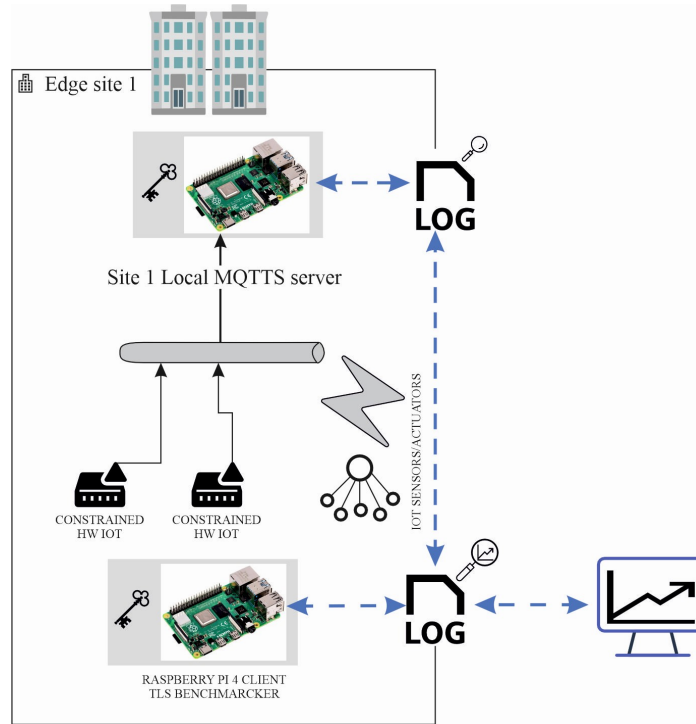 Edge site 1
LOG
Site 1 Local MQTTS server
IOT SENSORS/ACTUATORS
CONSTRAINED
HW IOT
CONSTRAINED
HW IOT
LOG
RASPBERRY PI 4 CLIENT
TLS BENCHMARCKER